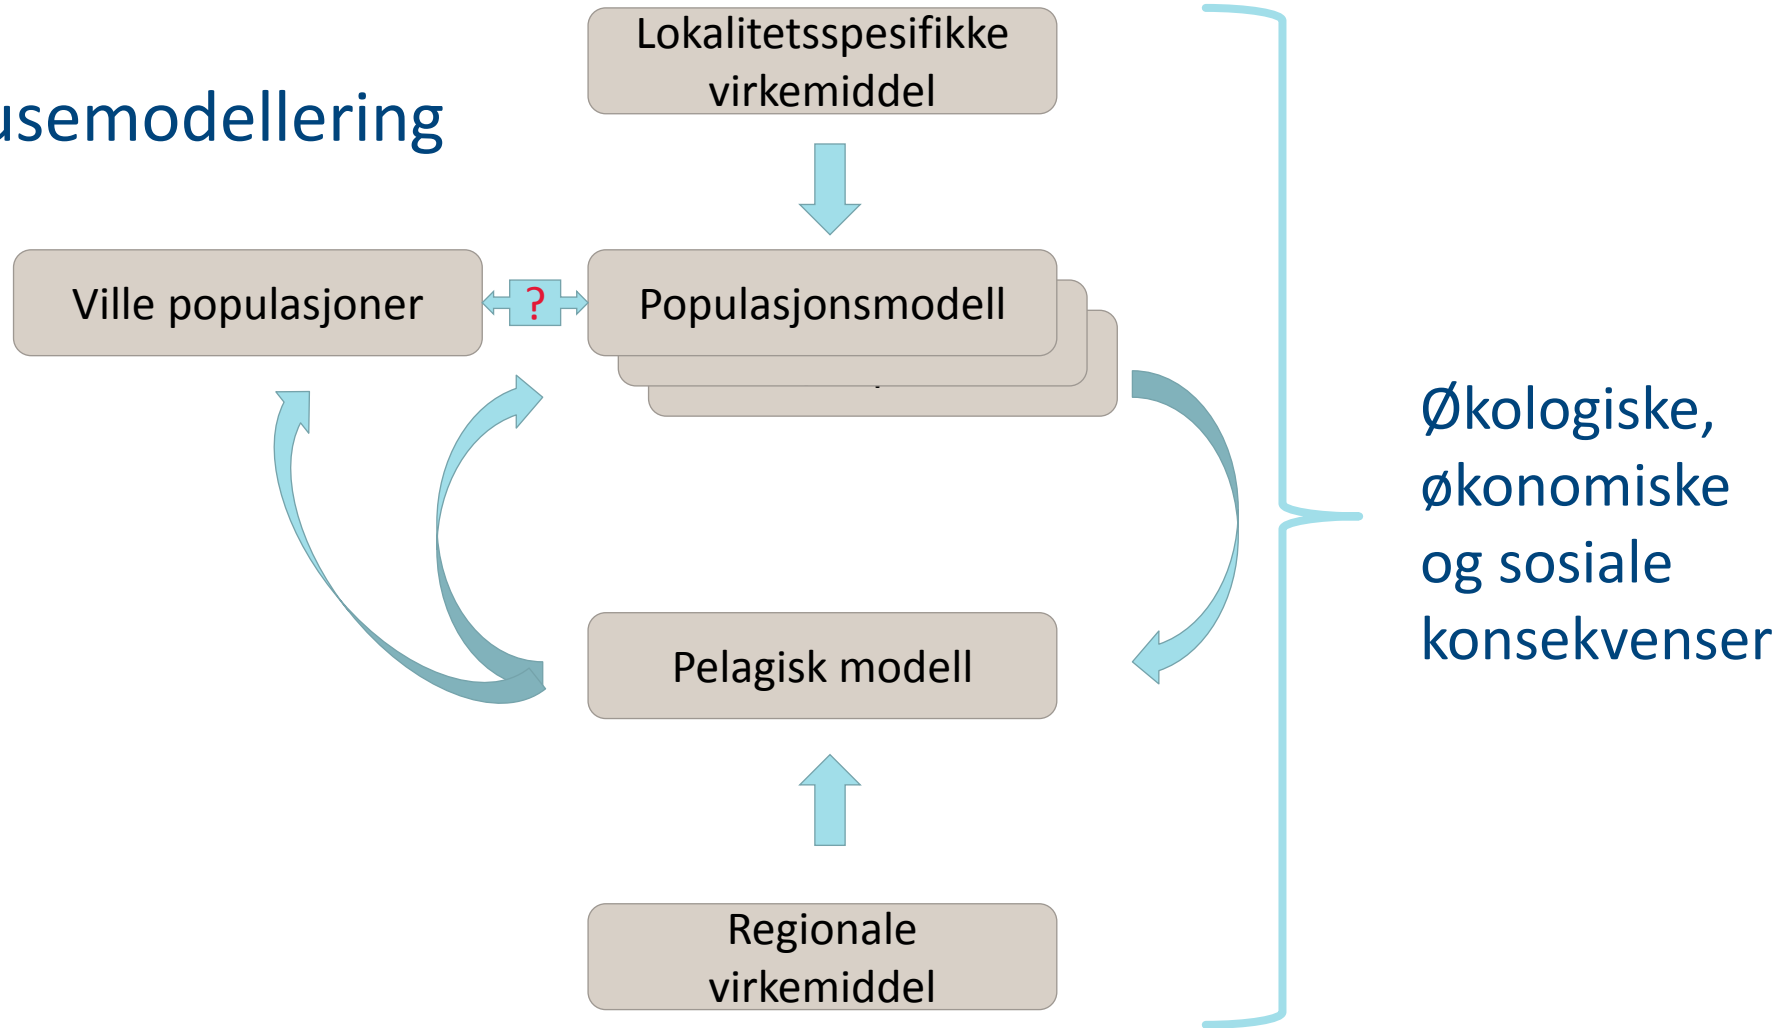 Lokalitetsspesifikke
virkemiddel
usemodellering
Ville populasjoner
?
Populasjonsmodell
Økologiske,
økonomiske
og sosiale
konsekvenser
Pelagisk modell
Regionale
virkemiddel